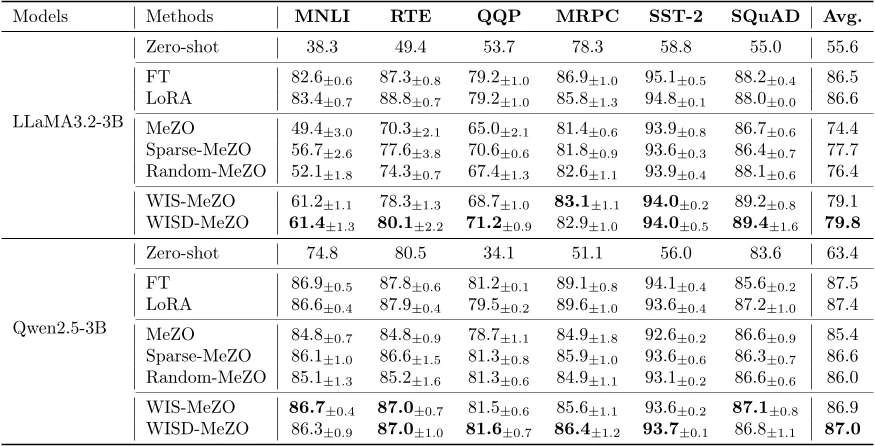 Models Methods MNLI RTE QQP MRPC SST-2 SQuAD Avg.
Zero-shot 38.3 49.4 53.7 78.3 58.8 55.0 55.6
FT 82.6±0.6 87.3±0.8 79.2±1.0 86.9±1.0 95.1±0.5 88.2±0.4 86.5
LoRA 83.4±0.7 88.8±0.7 79.2±1.0 85.8±1.3 94.8±0.1 88.0±0.0 86.6
LLaMA3.2-3B
MeZO 49.4±3.0 70.3±2.1 65.0±2.1 81.4±0.6 93.9±0.8 86.7±0.6 74.4
Sparse-MeZO 56.7±2.6 77.6±3.8 70.6±0.6 81.8±0.9 93.6±0.3 86.4±0.7 77.7
Random-MeZO 52.1±1.8 74.3±0.7 67.4±1.3 82.6±1.1 93.9±0.4 88.1±0.6 76.4
WIS-MeZO 61.2±1.1 78.3±1.3 68.7±1.0 83.1±1.1 94.0±0.2 89.2±0.8 79.1
WISD-MeZO 61.4±1.3 80.1±2.2 71.2±0.9 82.9±1.0 94.0±0.5 89.4±1.6 79.8
Zero-shot 74.8 80.5 34.1 51.1 56.0 83.6 63.4
FT 86.9±0.5 87.8±0.6 81.2±0.1 89.1±0.8 94.1±0.4 85.6±0.2 87.5
LoRA 86.6±0.4 87.9±0.4 79.5±0.2 89.6±1.0 93.6±0.4 87.2±1.0 87.4
Qwen2.5-3B
MeZO 84.8±0.7 84.8±0.9 78.7±1.1 84.9±1.8 92.6±0.2 86.6±0.9 85.4
Sparse-MeZO 86.1±1.0 86.6±1.5 81.3±0.8 85.9±1.0 93.6±0.6 86.3±0.7 86.6
Random-MeZO 85.1±1.3 85.2±1.6 81.3±0.6 84.9±1.1 93.1±0.2 86.6±0.6 86.0
WIS-MeZO 86.7±0.4 87.0±0.7 81.5±0.6 85.6±1.1 93.6±0.2 87.1±0.8 86.9
WISD-MeZO 86.3±0.9 87.0±1.0 81.6±0.7 86.4±1.2 93.7±0.1 86.8±1.1 87.0